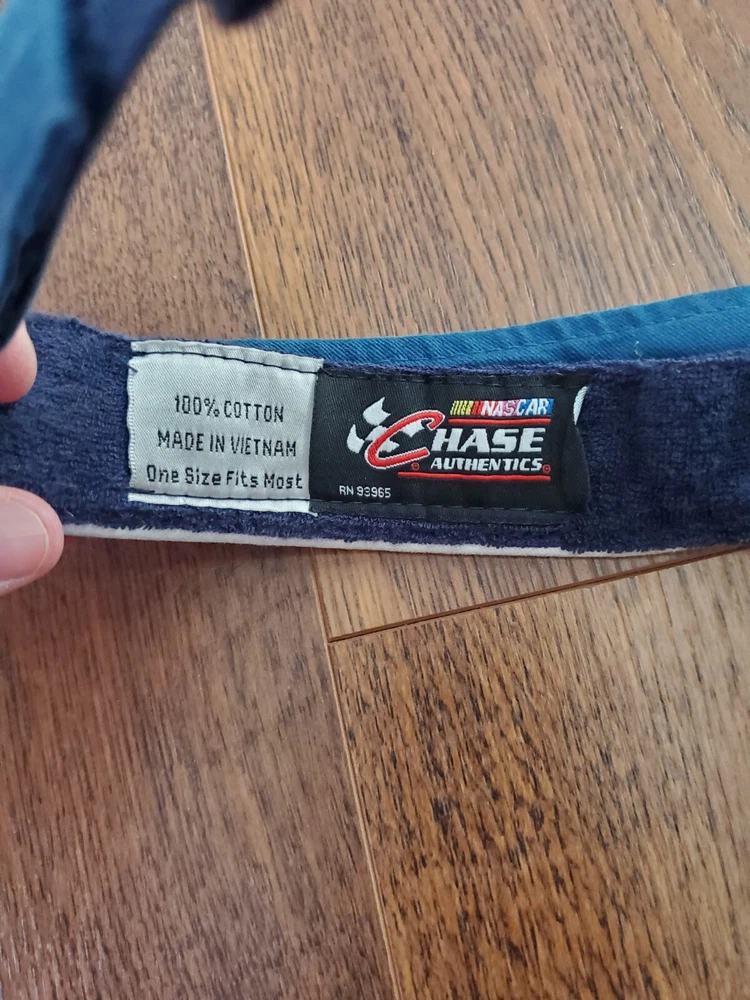 100% COTTON
MADE IN VIETNAM
One Size Fits Most
NASCAR
CHASE
AUTHENTICS®
®
RN 93965